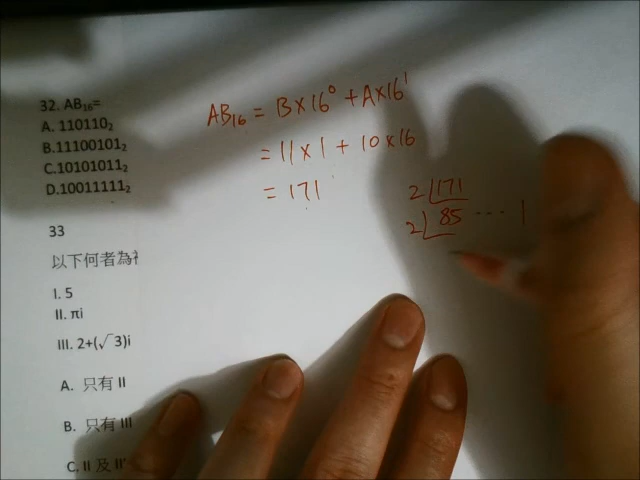 32. AB₁₆=
A. 110110₂
B.11100101₂
C.10101011₂
D.10011111₂
AB₁₆ = B×16⁰ + A×16¹
= 11×1 + 10×16
= 171
2 171
2 85 ... 1
33
以下何者為
I. 5
II. πi
III. 2+(√3)i
A. 只有 II
B. 只有 III
C. II 及 II